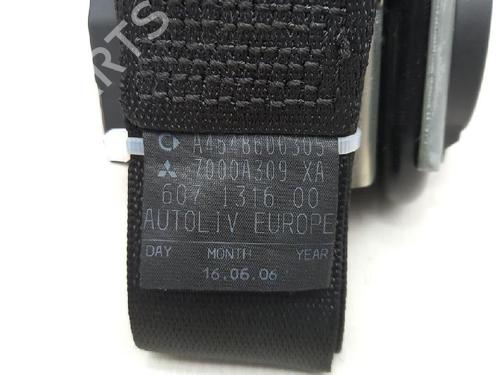 A4548600305
7000A309 XA
607 1316 00
AUTOLIV EUROPE
DAY MONTH YEAR
16.06.06